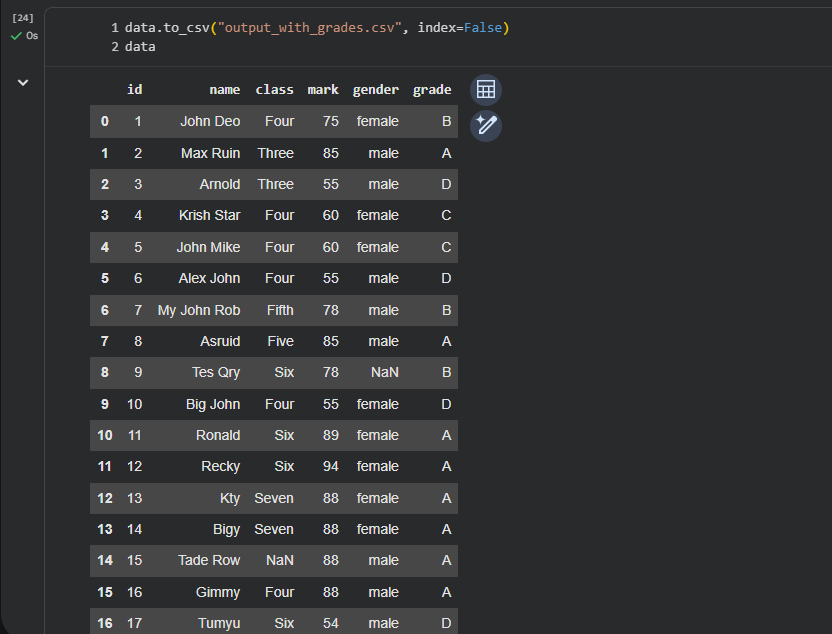 [24]
0s
1 data.to_csv("output_with_grades.csv", index=False)
2 data
id name class mark gender grade
0 1 John Deo Four 75 female B
1 2 Max Ruin Three 85 male A
2 3 Arnold Three 55 male D
3 4 Krish Star Four 60 female C
4 5 John Mike Four 60 female C
5 6 Alex John Four 55 male D
6 7 My John Rob Fifth 78 male B
7 8 Asruid Five 85 male A
8 9 Tes Qry Six 78 NaN B
9 10 Big John Four 55 female D
10 11 Ronald Six 89 female A
11 12 Recky Six 94 female A
12 13 Kty Seven 88 female A
13 14 Bigy Seven 88 female A
14 15 Tade Row NaN 88 male A
15 16 Gimmy Four 88 male A
16 17 Tumyu Six 54 male D